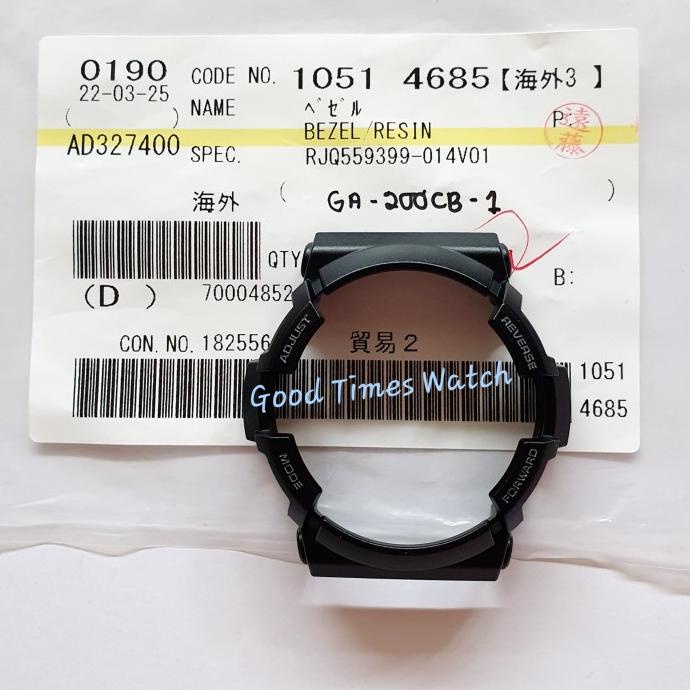 0190 CODE NO. 1051 4685【海外3 】
22-03-25 NAME ベゼル
( ) BEZEL/RESIN P:
遠藤
AD327400 SPEC. RJQ559399-014V01
海外 ( GA-200CB-1 )
QTY
B:
(D ) 70004852
CON.NO. 182556 貿易2
1051
4685
ADJUST
REVERSE
MODE
FORWARD
Good Times Watch